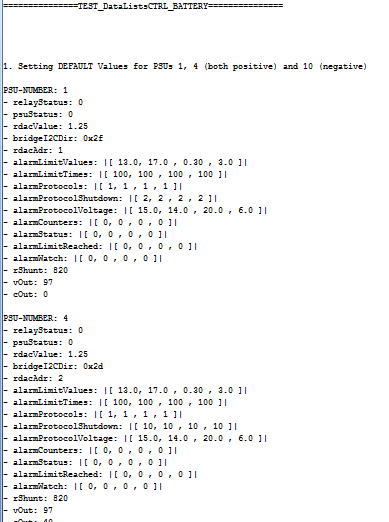 ===============TEST_DataListsCTRL_BATTERY===============
1. Setting DEFAULT Values for PSUs 1, 4 (both positive) and 10 (negative)
PSU-NUMBER: 1
- relayStatus: 0
- psuStatus: 0
- rdacValue: 1.25
- bridgeI2CDir: 0x2f
- rdacAdr: 1
- alarmLimitValues: |[ 13.0, 17.0 , 0.30 , 3.0 ]|
- alarmLimitTimes: |[ 100, 100 , 100 , 100 ]|
- alarmProtocols: |[ 1, 1 , 1 , 1 ]|
- alarmProtocolShutdown: |[ 2, 2 , 2 , 2 ]|
- alarmProtocolVoltage: |[ 15.0, 14.0 , 20.0 , 6.0 ]|
- alarmCounters: |[ 0, 0 , 0 , 0 ]|
- alarmStatus: |[ 0, 0 , 0 , 0 ]|
- alarmLimitReached: |[ 0, 0 , 0 , 0 ]|
- alarmWatch: |[ 0, 0 , 0 , 0 ]|
- rShunt: 820
- vOut: 97
- cOut: 0
PSU-NUMBER: 4
- relayStatus: 0
- psuStatus: 0
- rdacValue: 1.25
- bridgeI2CDir: 0x2d
- rdacAdr: 2
- alarmLimitValues: |[ 13.0, 17.0 , 0.30 , 3.0 ]|
- alarmLimitTimes: |[ 100, 100 , 100 , 100 ]|
- alarmProtocols: |[ 1, 1 , 1 , 1 ]|
- alarmProtocolShutdown: |[ 10, 10 , 10 , 10 ]|
- alarmProtocolVoltage: |[ 15.0, 14.0 , 20.0 , 6.0 ]|
- alarmCounters: |[ 0, 0 , 0 , 0 ]|
- alarmStatus: |[ 0, 0 , 0 , 0 ]|
- alarmLimitReached: |[ 0, 0 , 0 , 0 ]|
- alarmWatch: |[ 0, 0 , 0 , 0 ]|
- rShunt: 820
- vOut: 97